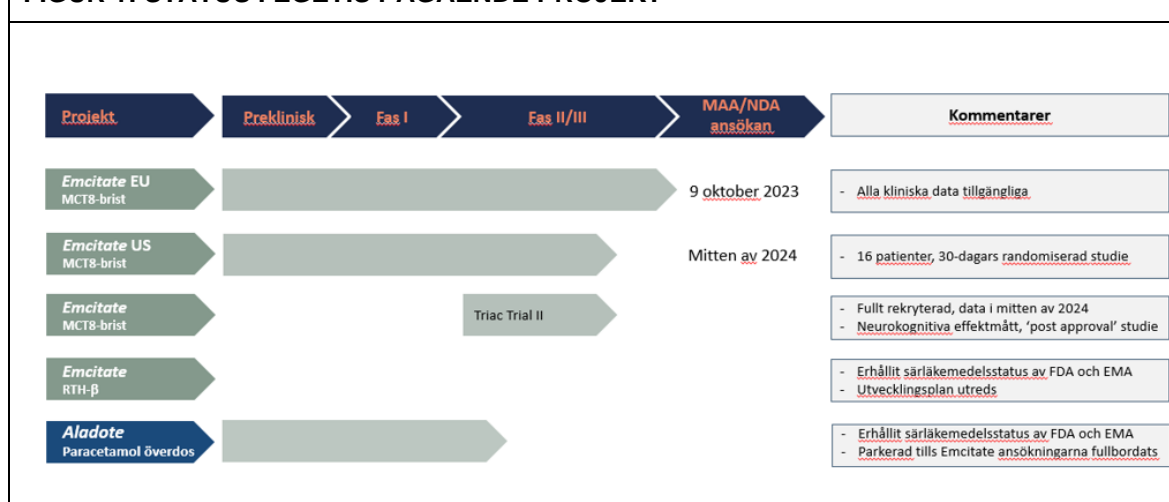 Projekt
Preklinisk
Fas I
Fas II/III
MAA/NDA
ansökan
Kommentarer
Emcitate EU
MCT8-brist
9 oktober 2023
- Alla kliniska data tillgängliga
Emcitate US
MCT8-brist
Mitten av 2024
- 16 patienter, 30-dagars randomiserad studie
Emcitate
MCT8-brist
Triac Trial II
- Fullt rekryterad, data i mitten av 2024
- Neurokognitiva effektmått, 'post approval' studie
Emcitate
RTH-β
- Erhållit särläkemedelsstatus av FDA och EMA
- Utvecklingsplan utreds
Aladote
Paracetamol överdos
- Erhållit särläkemedelsstatus av FDA och EMA
- Parkerad tills Emcitate ansökningarna fullbordats